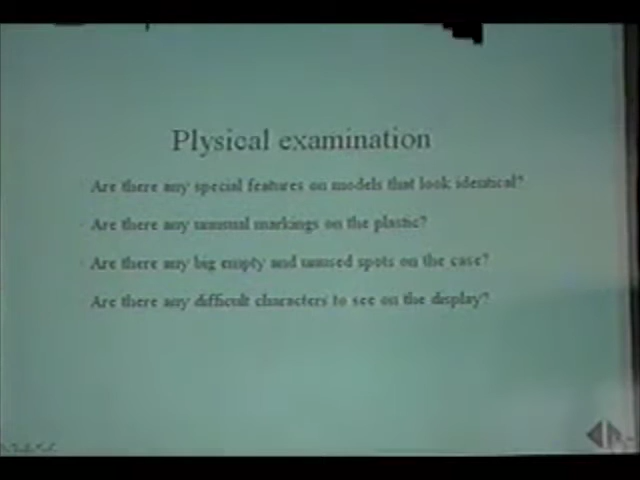 Plysical examination
Are there any special features on models that look identical?
Are there any unusual markings on the plastic?
Are there any big empty and unused spots on the case?
Are there any difficult characters to see on the display?